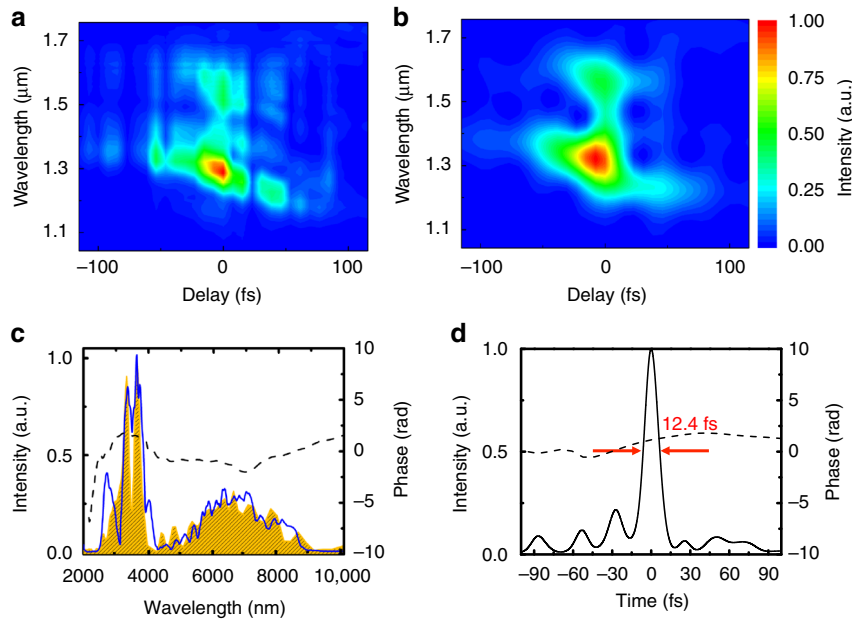 a
b
1.7
1.5
1.3
1.1
Wavelength (μm)
−100
0
100
Delay (fs)
1.7
1.5
1.3
1.1
Wavelength (μm)
−100
0
100
Delay (fs)
1.00
0.75
0.50
0.25
0.00
Intensity (a.u.)
c
d
1.0
0.5
0.0
Intensity (a.u.)
10
5
0
−5
−10
Phase (rad)
2000
4000
6000
8000
10,000
Wavelength (nm)
1.0
0.5
0.0
Intensity (a.u.)
12.4 fs
10
5
0
−5
−10
Phase (rad)
−90
−60
−30
0
30
60
90
Time (fs)